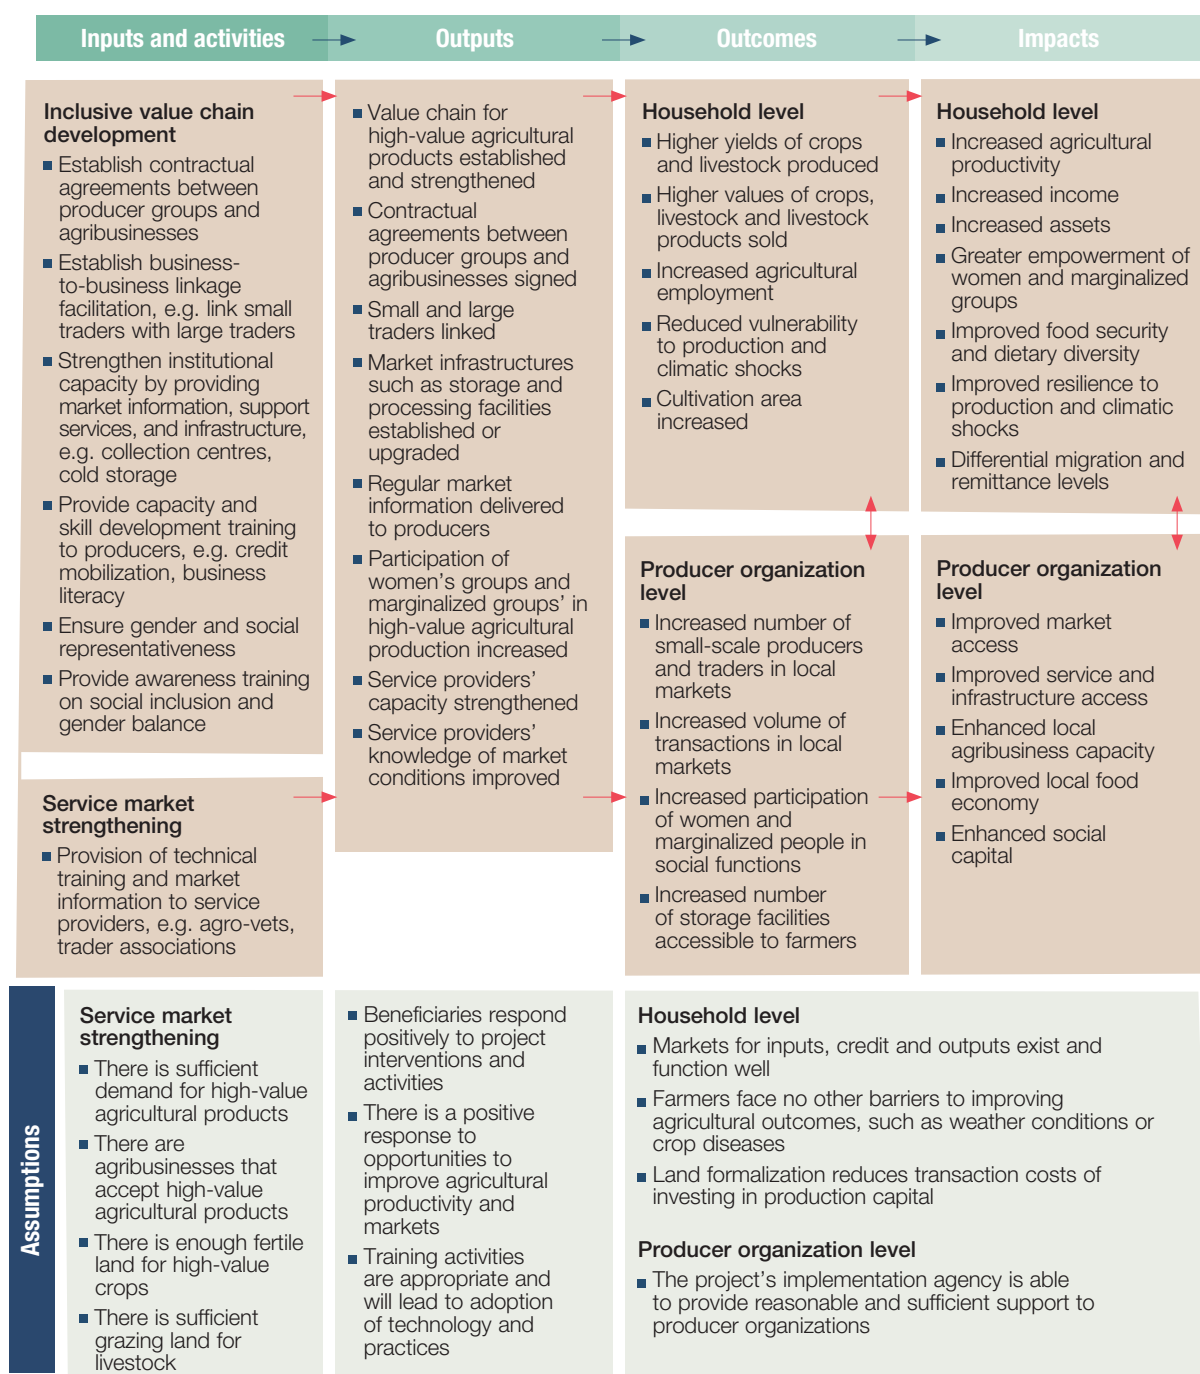 Inputs and activities
Outputs
Outcomes
Impacts
Inclusive value chain
development
Establish contractual
agreements between
producer groups and
agribusinesses
Establish business-
to-business linkage
facilitation, e.g. link small
traders with large traders
Strengthen institutional
capacity by providing
market information, support
services, and infrastructure,
e.g. collection centres,
cold storage
Provide capacity and
skill development training
to producers, e.g. credit
mobilization, business
literacy
Ensure gender and social
representativeness
Provide awareness training
on social inclusion and
gender balance
Service market
strengthening
Provision of technical
training and market
information to service
providers, e.g. agro-vets,
trader associations
Value chain for
high-value agricultural
products established
and strengthened
Contractual
agreements between
producer groups and
agribusinesses signed
Small and large
traders linked
Market infrastructures
such as storage and
processing facilities
established or
upgraded
Regular market
information delivered
to producers
Participation of
women's groups and
marginalized groups' in
high-value agricultural
production increased
Service providers'
capacity strengthened
Service providers'
knowledge of market
conditions improved
Household level
Higher yields of crops
and livestock produced
Higher values of crops,
livestock and livestock
products sold
Increased agricultural
employment
Reduced vulnerability
to production and
climatic shocks
Cultivation area
increased
Producer organization
level
Increased number of
small-scale producers
and traders in local
markets
Increased volume of
transactions in local
markets
Increased participation
of women and
marginalized people in
social functions
Increased number
of storage facilities
accessible to farmers
Household level
Increased agricultural
productivity
Increased income
Increased assets
Greater empowerment of
women and marginalized
groups
Improved food security
and dietary diversity
Improved resilience to
production and climatic
shocks
Differential migration and
remittance levels
Producer organization
level
Improved market
access
Improved service and
infrastructure access
Enhanced local
agribusiness capacity
Improved local food
economy
Enhanced social
capital
Assumptions
Service market
strengthening
There is sufficient
demand for high-value
agricultural products
There are
agribusinesses that
accept high-value
agricultural products
There is enough fertile
land for high-value
crops
There is sufficient
grazing land for
livestock
Beneficiaries respond
positively to project
interventions and
activities
There is a positive
response to
opportunities to
improve agricultural
productivity and
markets
Training activities
are appropriate and
will lead to adoption
of technology and
practices
Household level
Markets for inputs, credit and outputs exist and
function well
Farmers face no other barriers to improving
agricultural outcomes, such as weather conditions or
crop diseases
Land formalization reduces transaction costs of
investing in production capital
Producer organization level
The project's implementation agency is able
to provide reasonable and sufficient support to
producer organizations